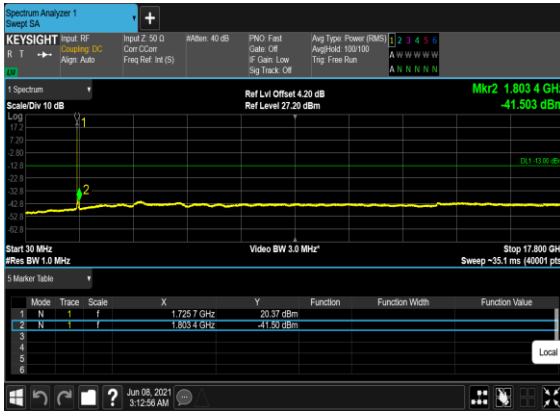 Spectrum Analyzer 1
Swept SA
KEYSIGHT
R T
LXI
Input: RF
Coupling: DC
Align: Auto
Input Z: 50 Ω
Corr CCorr
Freq Ref: Int (S)
#Atten: 40 dB
PNO: Fast
Gate: Off
IF Gain: Low
Sig Track: Off
Avg Type: Power (RMS)
Avg|Hold: 100/100
Trig: Free Run
1 2 3 4 5 6
A W W W W W
A N N N N N
1 Spectrum
Scale/Div 10 dB
Ref Lvl Offset 4.20 dB
Ref Level 27.20 dBm
Mkr2 1.803 4 GHz
-41.503 dBm
Log
17.2
7.20
-2.80
-12.8
-22.8
-32.8
-42.8
-52.8
-62.8
1
2
DL1 -13.00 dBm
Start 30 MHz
#Res BW 1.0 MHz
Video BW 3.0 MHz*
Stop 17.800 GHz
Sweep ~35.1 ms (40001 pts)
5 Marker Table
Mode Trace Scale X Y Function Function Width Function Value
1 N 1 f 1.725 7 GHz 20.37 dBm
2 N 1 f 1.803 4 GHz -41.50 dBm
3
4
5
6
Local
?
Jun 08, 2021
3:12:56 AM